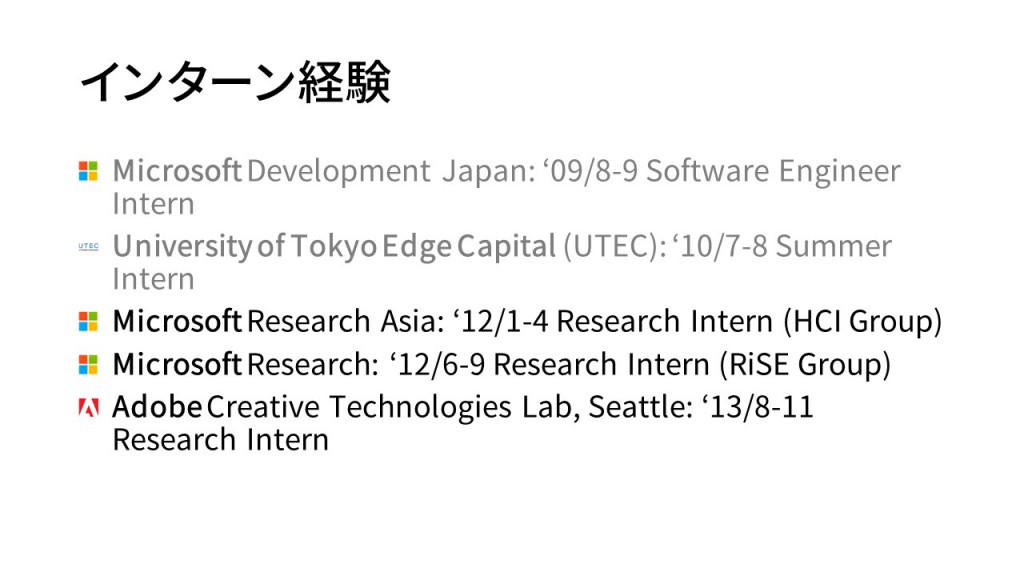 インターン経験
Microsoft Development Japan: ‘09/8-9 Software Engineer
Intern
UTEC University of Tokyo Edge Capital (UTEC): ‘10/7-8 Summer
Intern
Microsoft Research Asia: ‘12/1-4 Research Intern (HCI Group)
Microsoft Research: ‘12/6-9 Research Intern (RiSE Group)
Adobe Creative Technologies Lab, Seattle: ‘13/8-11
Research Intern